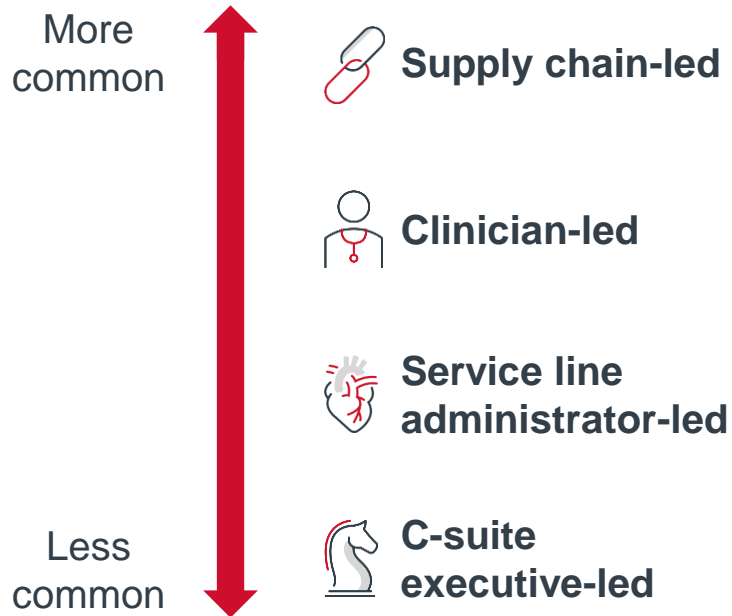 More
common
Supply chain-led
Clinician-led
Service line
administrator-led
Less
common
C-suite
executive-led